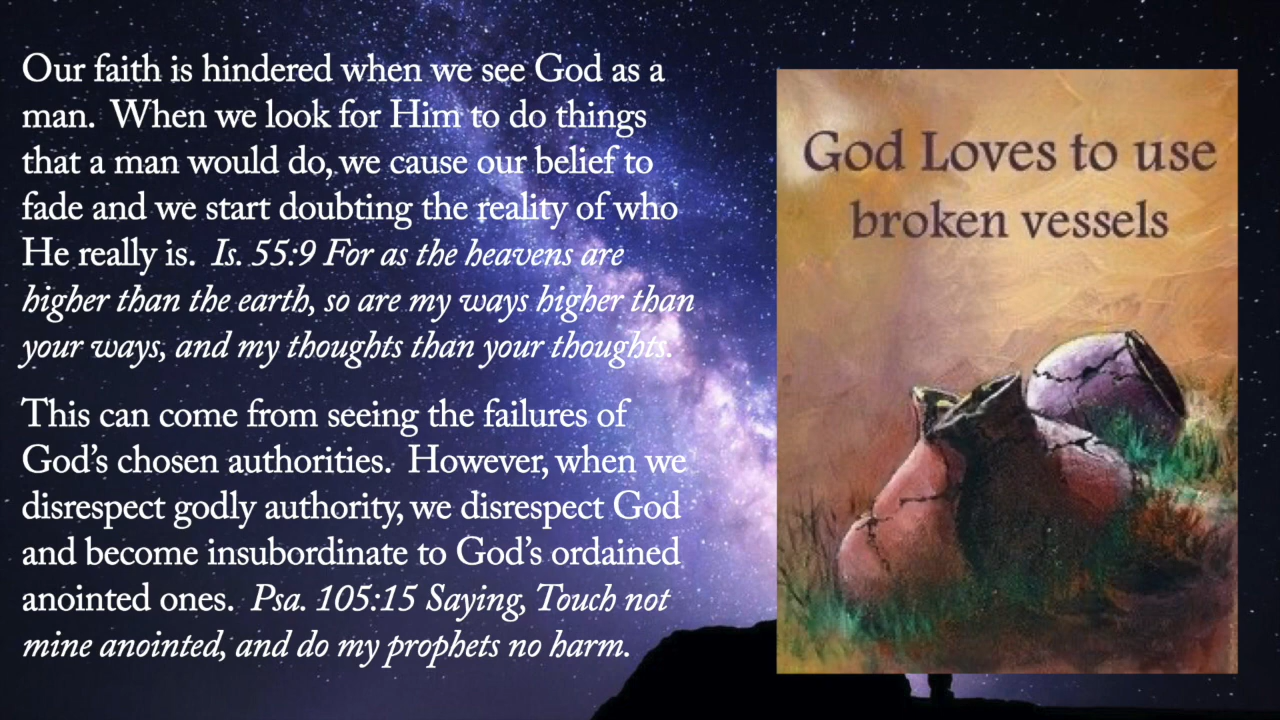 Our faith is hindered when we see God as a
man.  When we look for Him to do things
that a man would do, we cause our belief to
fade and we start doubting the reality of who
He really is.  Is. 55:9 For as the heavens are
higher than the earth, so are my ways higher than
your ways, and my thoughts than your thoughts.
This can come from seeing the failures of
God’s chosen authorities.  However, when we
disrespect godly authority, we disrespect God
and become insubordinate to God’s ordained
anointed ones.  Psa. 105:15 Saying, Touch not
mine anointed, and do my prophets no harm.
God Loves to use
broken vessels